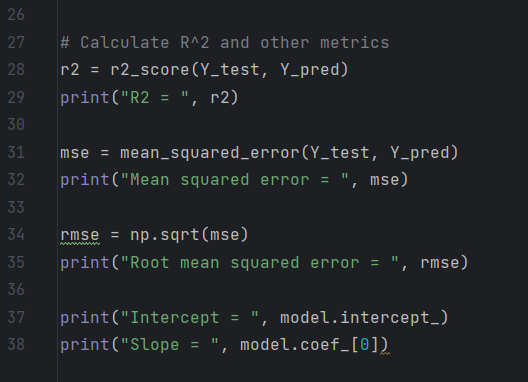 26
27 # Calculate R^2 and other metrics
28 r2 = r2_score(Y_test, Y_pred)
29 print("R2 = ", r2)
30
31 mse = mean_squared_error(Y_test, Y_pred)
32 print("Mean squared error = ", mse)
33
34 rmse = np.sqrt(mse)
35 print("Root mean squared error = ", rmse)
36
37 print("Intercept = ", model.intercept_)
38 print("Slope = ", model.coef_[0])